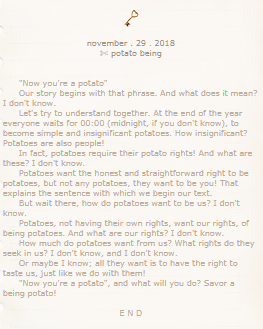 november . 29 . 2018
✄ potato being
"Now you're a potato"
Our story begins with that phrase. And what does it mean?
I don't know.
Let's try to understand together. At the end of the year
everyone waits for 00:00 (midnight, if you don't know), to
become simple and insignificant potatoes. How insignificant?
Potatoes are also people!
In fact, potatoes require their potato rights! And what are
these? I don't know.
Potatoes want the honest and straightforward right to be
potatoes, but not any potatoes, they want to be you! That
explains the sentence with which we begin our text.
But wait there, how do potatoes want to be us? I don't
know.
Potatoes, not having their own rights, want our rights, of
being potatoes. And what are our rights? I don't know.
How much do potatoes want from us? What rights do they
seek in us? I don't know, and I don't know.
Or maybe I know; all they want is to have the right to
taste us, just like we do with them!
"Now you're a potato", and what will you do? Savor a
being potato!
E N D